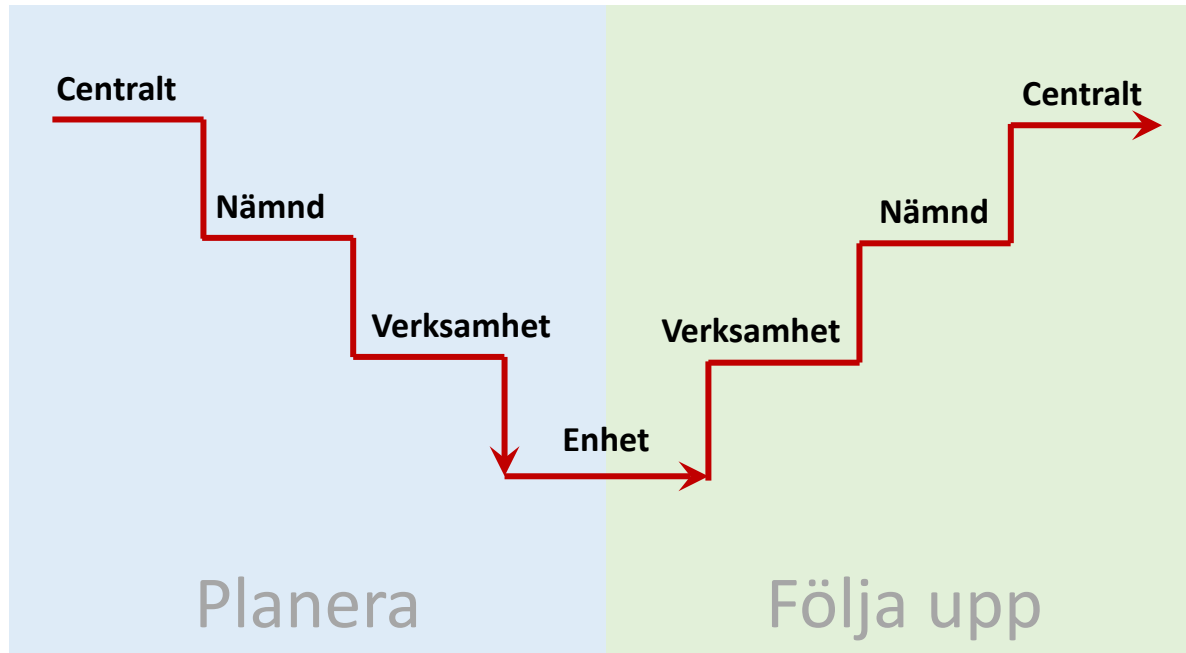 Centralt
Nämnd
Verksamhet
Enhet
Verksamhet
Nämnd
Centralt
Planera
Följa upp